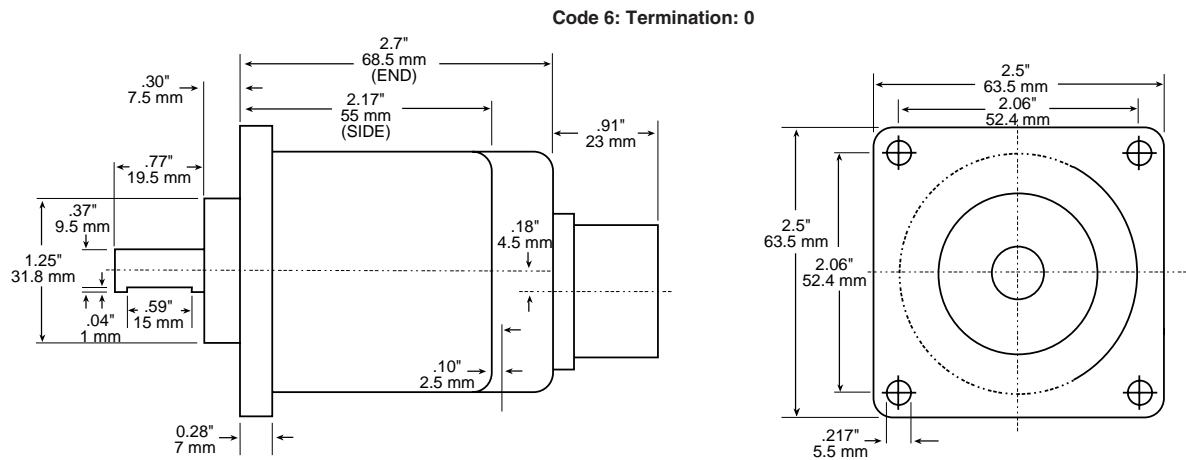 Code 6: Termination: 0
2.7"
68.5 mm
(END)
.30"
7.5 mm
2.17"
55 mm
(SIDE)
.91"
23 mm
.77"
19.5 mm
.37"
9.5 mm
.18"
4.5 mm
1.25"
31.8 mm
.59"
15 mm
.04"
1 mm
.10"
2.5 mm
0.28"
7 mm
2.5"
63.5 mm
2.06"
52.4 mm
2.5"
63.5 mm
2.06"
52.4 mm
.217"
5.5 mm